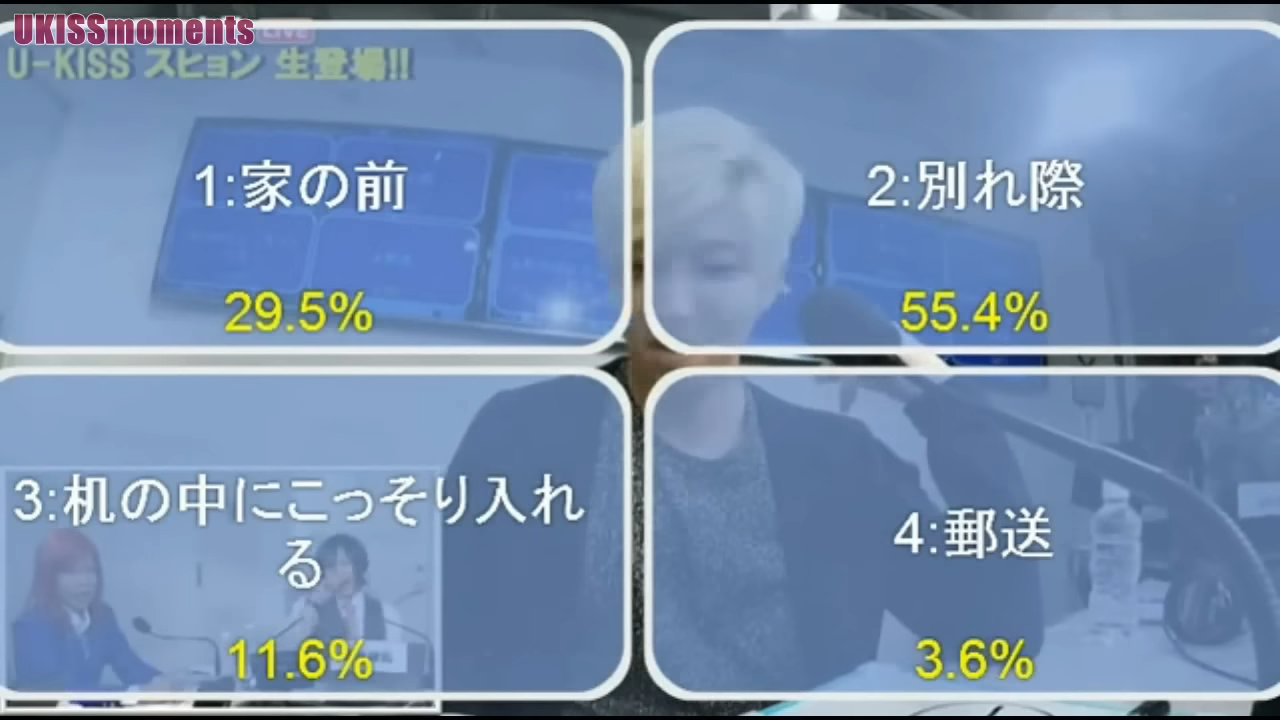 UKISSmoments
LIVE
U-KISS スヒョン 生登場!!
1:家の前
29.5%
2:別れ際
55.4%
3:机の中にこっそり入れ
る
11.6%
4:郵送
3.6%